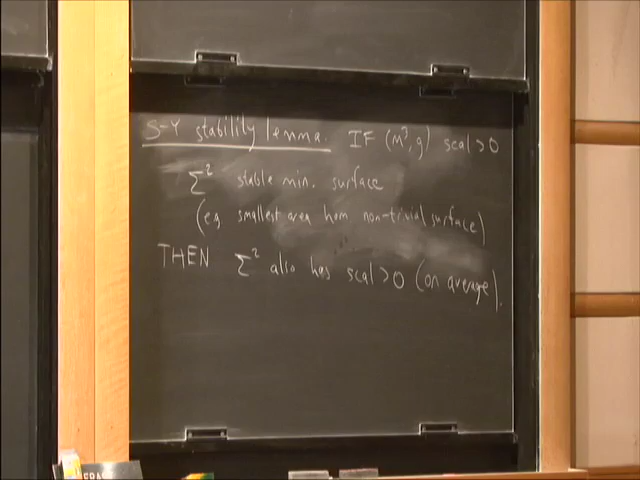 S-Y stability lemma. IF (M³, g) scal > 0
Σ² stable min. surface
(eg smallest area hom non-trivial surface)
THEN Σ² also has scal > 0 (on average).
ERAS